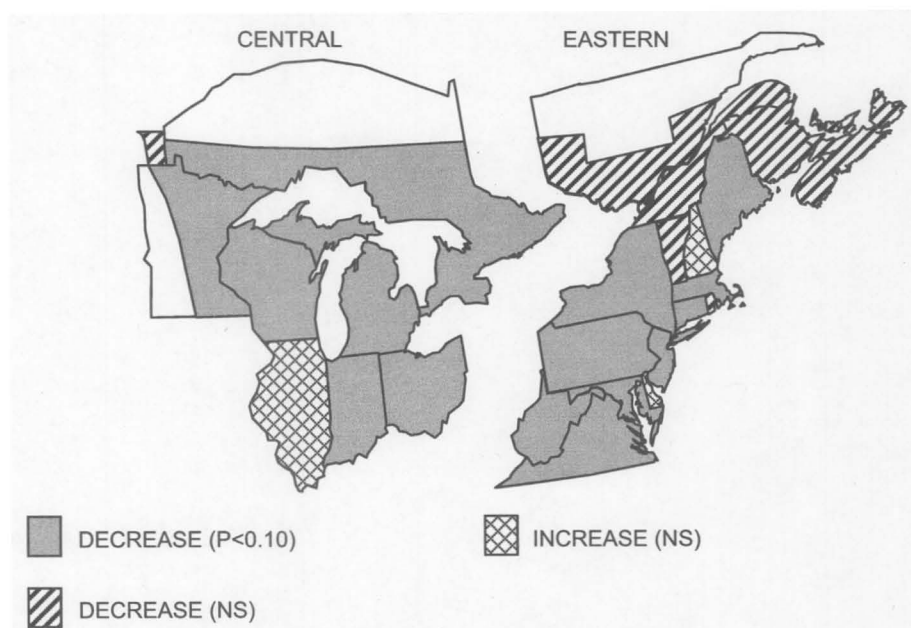 CENTRAL
EASTERN
DECREASE (P<0.10)
INCREASE (NS)
DECREASE (NS)